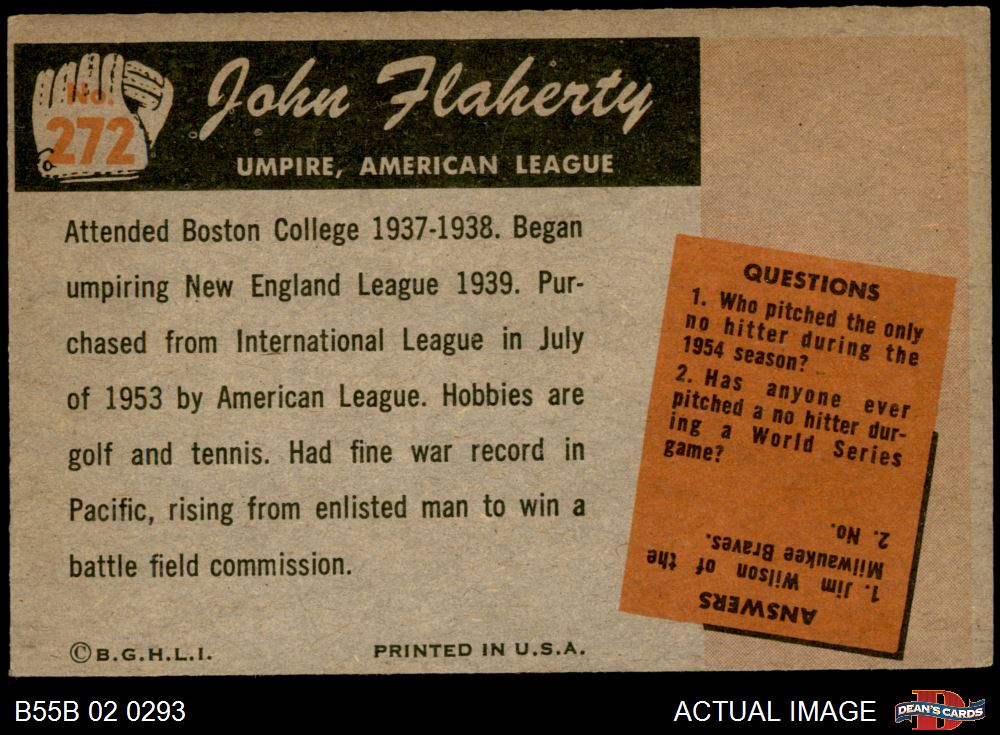 No.
272
John Flaherty
UMPIRE, AMERICAN LEAGUE
Attended Boston College 1937-1938. Began
umpiring New England League 1939. Pur-
chased from International League in July
of 1953 by American League. Hobbies are
golf and tennis. Had fine war record in
Pacific, rising from enlisted man to win a
battle field commission.
©B.G.H.L.I.
PRINTED IN U.S.A.
QUESTIONS
1. Who pitched the only
no hitter during the
1954 season?
2. Has anyone ever
pitched a no hitter dur-
ing a World Series
game?
ANSWERS
1. Jim Wilson of the
Milwaukee Braves.
2. No.
B55B 02 0293
ACTUAL IMAGE
D
DEAN'S CARDS